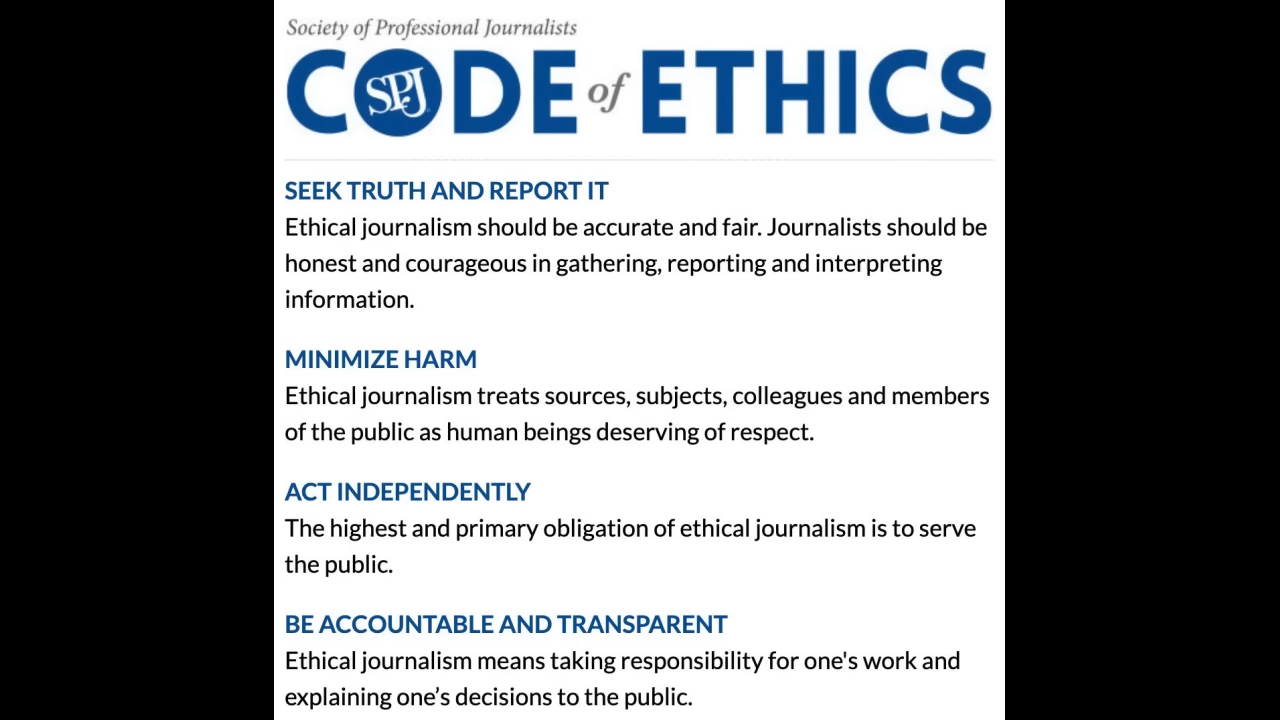 Society of Professional Journalists
CODE of ETHICS
SPJ
SEEK TRUTH AND REPORT IT
Ethical journalism should be accurate and fair. Journalists should be
honest and courageous in gathering, reporting and interpreting
information.
MINIMIZE HARM
Ethical journalism treats sources, subjects, colleagues and members
of the public as human beings deserving of respect.
ACT INDEPENDENTLY
The highest and primary obligation of ethical journalism is to serve
the public.
BE ACCOUNTABLE AND TRANSPARENT
Ethical journalism means taking responsibility for one's work and
explaining one’s decisions to the public.